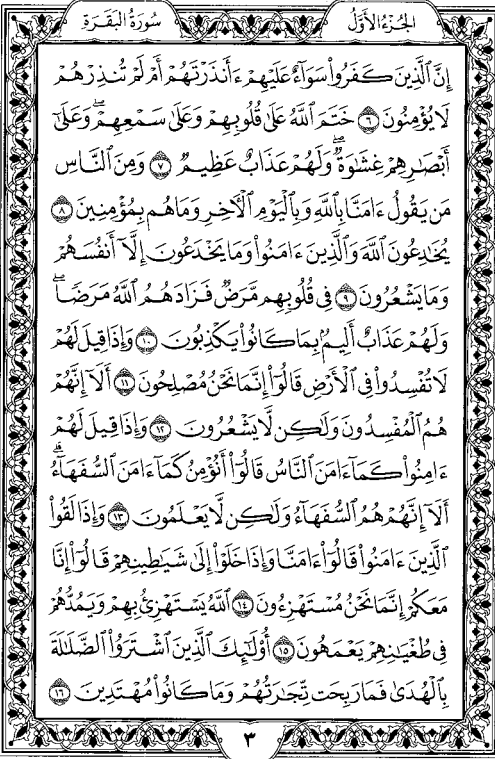 سُورَةُ الْبَقَرَةِ الجُزْءُ الأَوَّلُ
إِنَّ ٱلَّذِينَ كَفَرُوا۟ سَوَآءٌ عَلَيْهِمْ ءَأَنذَرْتَهُمْ أَمْ لَمْ تُنذِرْهُمْ
لَا يُؤْمِنُونَ ٦ خَتَمَ ٱللَّهُ عَلَىٰ قُلُوبِهِمْ وَعَلَىٰ سَمْعِهِمْ ۖ وَعَلَىٰٓ
أَبْصَٰرِهِمْ غِشَٰوَةٌ ۖ وَلَهُمْ عَذَابٌ عَظِيمٌ ٧ وَمِنَ ٱلنَّاسِ
مَن يَقُولُ ءَامَنَّا بِٱللَّهِ وَبِٱلْيَوْمِ ٱلْـَٔاخِرِ وَمَا هُم بِمُؤْمِنِينَ ٨
يُخَٰدِعُونَ ٱللَّهَ وَٱلَّذِينَ ءَامَنُوا۟ وَمَا يَخْدَعُونَ إِلَّآ أَنفُسَهُمْ
وَمَا يَشْعُرُونَ ٩ فِى قُلُوبِهِم مَّرَضٌ فَزَادَهُمُ ٱللَّهُ مَرَضًا ۖ
وَلَهُمْ عَذَابٌ أَلِيمٌۢ بِمَا كَانُوا۟ يَكْذِبُونَ ١٠ وَإِذَا قِيلَ لَهُمْ
لَا تُفْسِدُوا۟ فِى ٱلْأَرْضِ قَالُوٓا۟ إِنَّمَا نَحْنُ مُصْلِحُونَ ١١ أَلَآ إِنَّهُمْ
هُمُ ٱلْمُفْسِدُونَ وَلَٰكِن لَّا يَشْعُرُونَ ١٢ وَإِذَا قِيلَ لَهُمْ
ءَامِنُوا۟ كَمَآ ءَامَنَ ٱلنَّاسُ قَالُوٓا۟ أَنُؤْمِنُ كَمَآ ءَامَنَ ٱلسُّفَهَآءُ ۗ
أَلَآ إِنَّهُمْ هُمُ ٱلسُّفَهَآءُ وَلَٰكِن لَّا يَعْلَمُونَ ١٣ وَإِذَا لَقُوا۟
ٱلَّذِينَ ءَامَنُوا۟ قَالُوٓا۟ ءَامَنَّا وَإِذَا خَلَوْا۟ إِلَىٰ شَيَٰطِينِهِمْ قَالُوٓا۟ إِنَّا
مَعَكُمْ إِنَّمَا نَحْنُ مُسْتَهْزِءُونَ ١٤ ٱللَّهُ يَسْتَهْزِئُ بِهِمْ وَيَمُدُّهُمْ
فِى طُغْيَٰنِهِمْ يَعْمَهُونَ ١٥ أُو۟لَٰٓئِكَ ٱلَّذِينَ ٱشْتَرَوُا۟ ٱلضَّلَٰلَةَ
بِٱلْهُدَىٰ فَمَا رَبِحَت تِّجَٰرَتُهُمْ وَمَا كَانُوا۟ مُهْتَدِينَ ١٦
٣